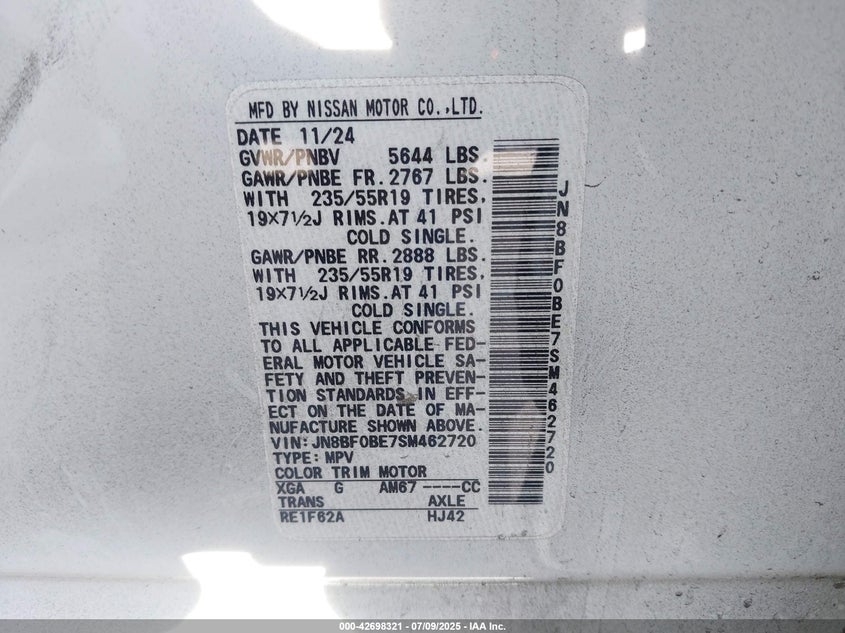 MFD BY NISSAN MOTOR CO.,LTD.
DATE 11/24
GVWR/PNBV 5644 LBS.
GAWR/PNBE FR. 2767 LBS.
WITH 235/55R19 TIRES,
19×7½J RIMS.AT 41 PSI
COLD SINGLE.
GAWR/PNBE RR. 2888 LBS.
WITH 235/55R19 TIRES,
19×7½J RIMS.AT 41 PSI
COLD SINGLE.
THIS VEHICLE CONFORMS
TO ALL APPLICABLE FED-
ERAL MOTOR VEHICLE SA-
FETY AND THEFT PREVEN-
TION STANDARDS IN EFF-
ECT ON THE DATE OF MA-
NUFACTURE SHOWN ABOVE.
VIN:JN8BF0BE7SM462720
TYPE: MPV
COLOR TRIM MOTOR
XGA G AM67 ----CC
TRANS AXLE
RE1F62A HJ42
JN8BF0BE7SM462720
000-42698321 | 07/09/2025 - IAA Inc.